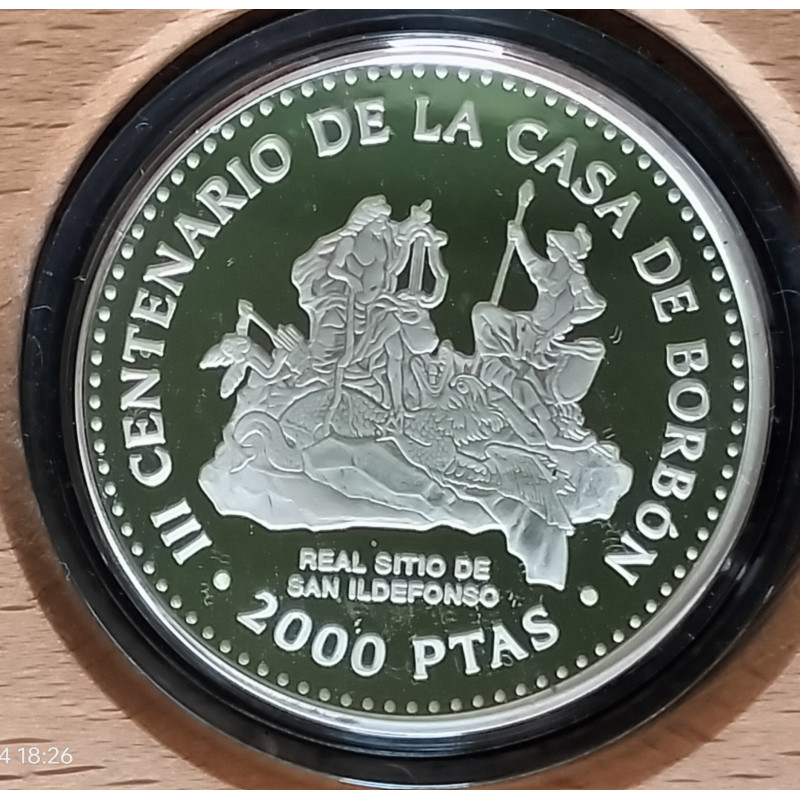 III CENTENARIO DE LA CASA DE BORBÓN
REAL SITIO DE
SAN ILDEFONSO
• 2000 PTAS •
4 18:26